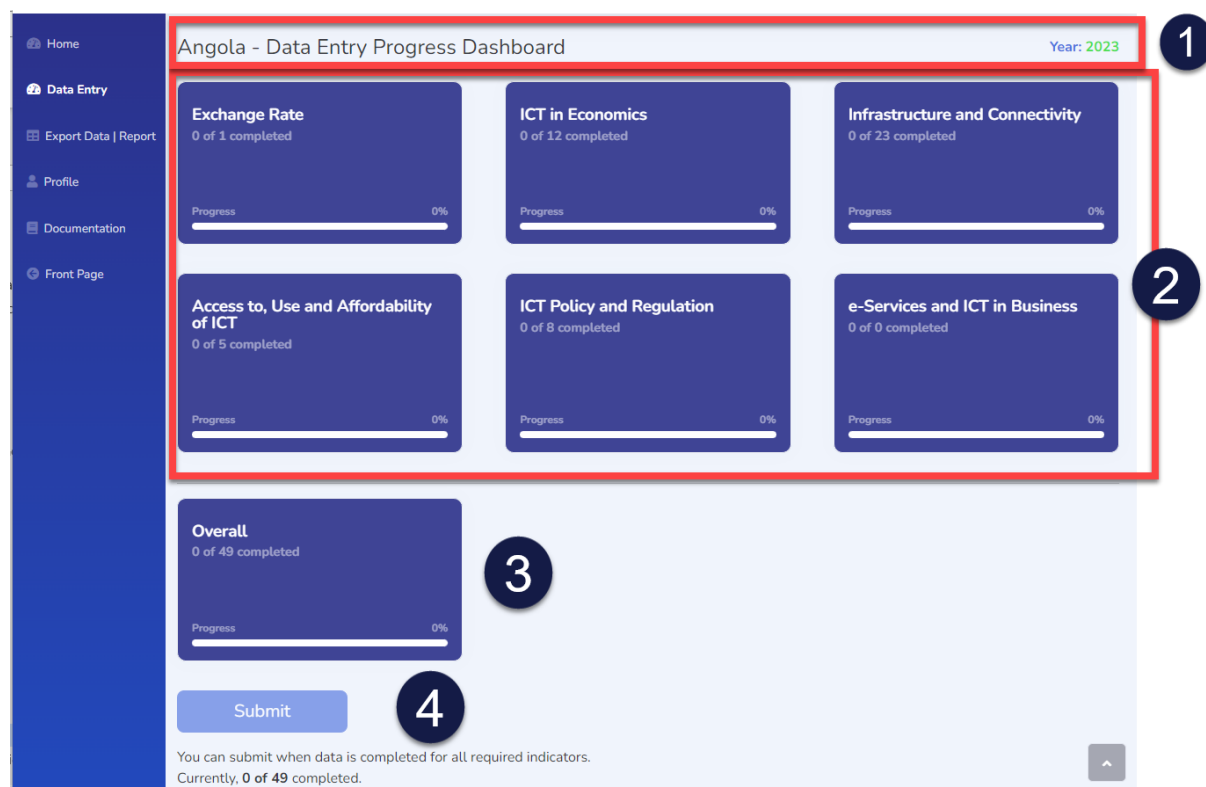 Home
Data Entry
Export Data | Report
Profile
Documentation
Front Page
Angola - Data Entry Progress Dashboard
Year: 2023
1
Exchange Rate
0 of 1 completed
Progress 0%
ICT in Economics
0 of 12 completed
Progress 0%
Infrastructure and Connectivity
0 of 23 completed
Progress 0%
Access to, Use and Affordability
of ICT
0 of 5 completed
Progress 0%
ICT Policy and Regulation
0 of 8 completed
Progress 0%
e-Services and ICT in Business
0 of 0 completed
Progress 0%
2
Overall
0 of 49 completed
Progress 0%
3
Submit
4
You can submit when data is completed for all required indicators.
Currently, 0 of 49 completed.